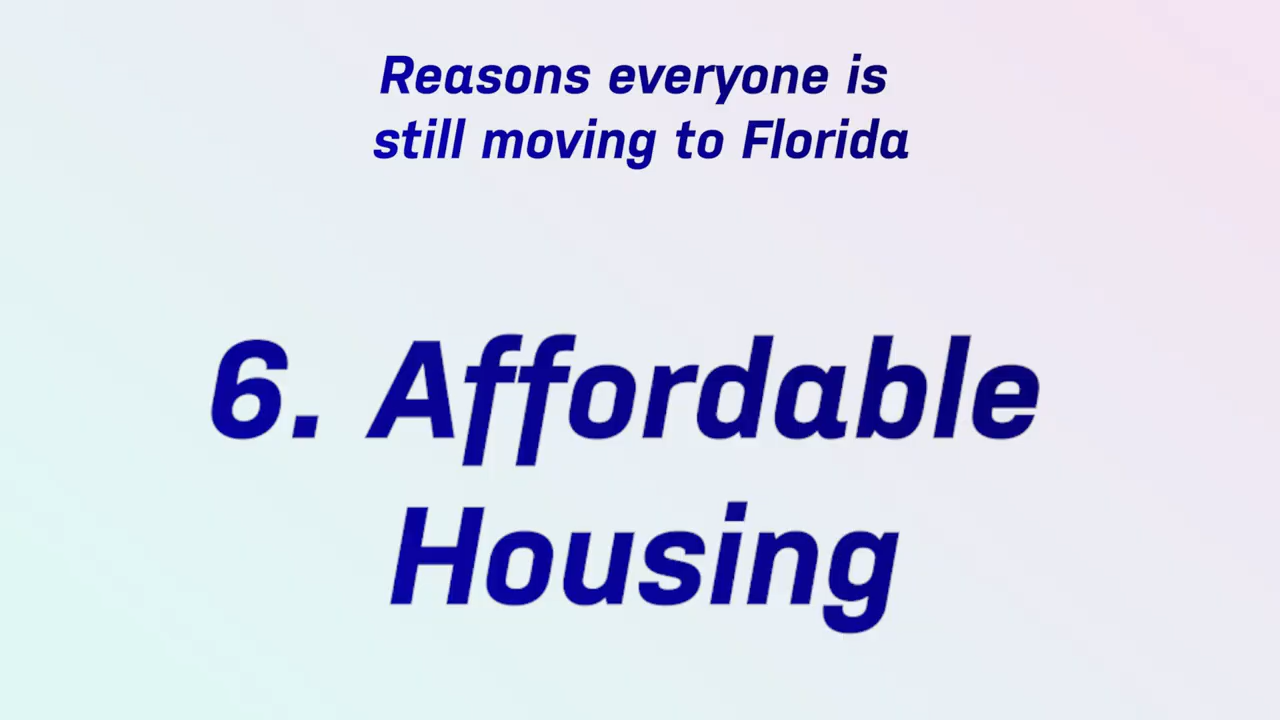 Reasons everyone is
still moving to Florida
6. Affordable
Housing